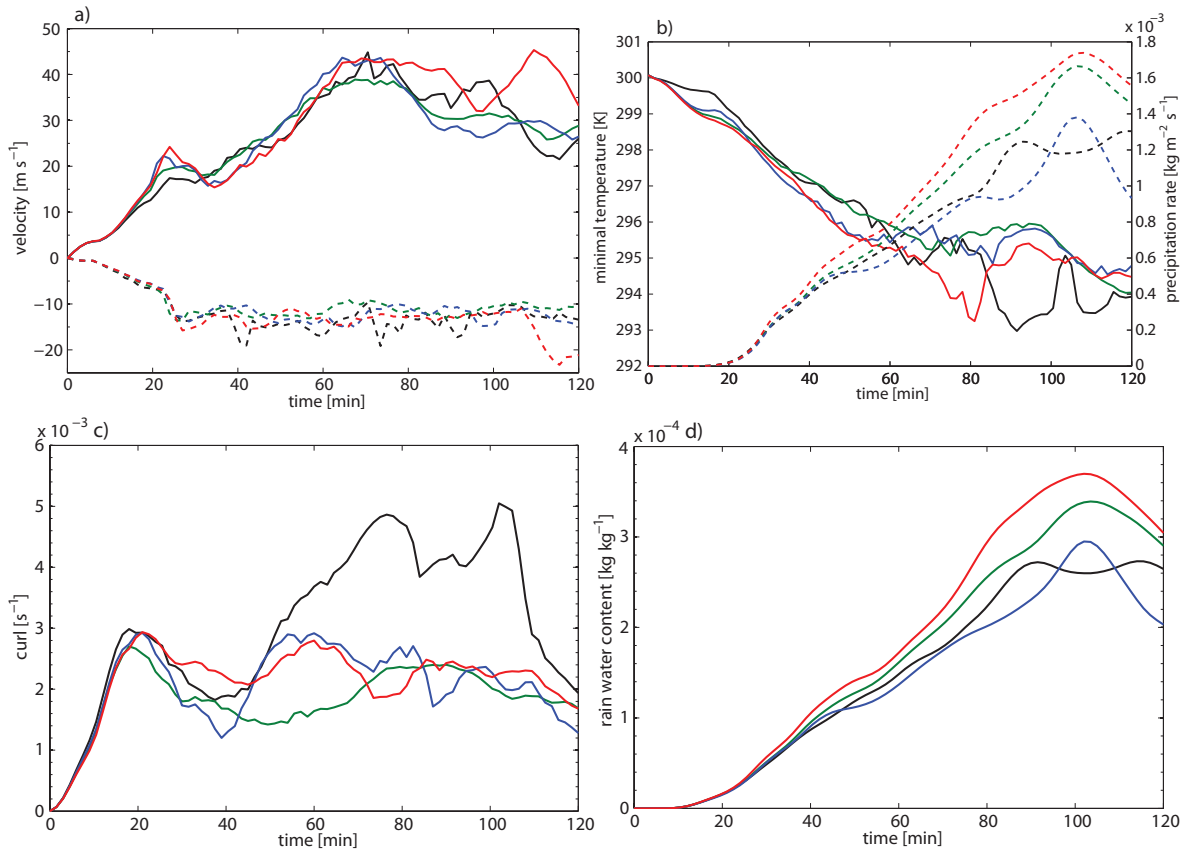 a)
50
40
30
20
10
0
−10
−20
velocity [m s⁻¹]
0 20 40 60 80 100 120
time [min]
b)
x 10⁻³
301
300
299
298
297
296
295
294
293
292
minimal temperature [K]
1.8
1.6
1.4
1.2
1
0.8
0.6
0.4
0.2
0
precipitation rate [kg m⁻² s⁻¹]
0 20 40 60 80 100 120
time [min]
x 10⁻³ c)
6
5
4
3
2
1
0
curl [s⁻¹]
0 20 40 60 80 100 120
time [min]
x 10⁻⁴ d)
4
3
2
1
0
rain water content [kg kg⁻¹]
0 20 40 60 80 100 120
time [min]